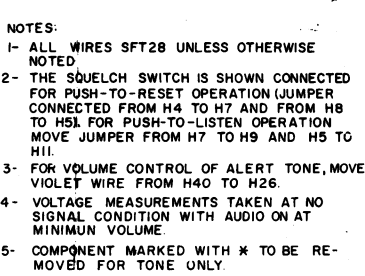 NOTES:
1- ALL WIRES SFT28 UNLESS OTHERWISE
NOTED
2- THE SQUELCH SWITCH IS SHOWN CONNECTED
FOR PUSH-TO-RESET OPERATION (JUMPER
CONNECTED FROM H4 TO H7 AND FROM H8
TO H5). FOR PUSH-TO-LISTEN OPERATION
MOVE JUMPER FROM H7 TO H9 AND H5 TO
H11.
3- FOR VOLUME CONTROL OF ALERT TONE, MOVE
VIOLET WIRE FROM H40 TO H26.
4- VOLTAGE MEASUREMENTS TAKEN AT NO
SIGNAL CONDITION WITH AUDIO ON AT
MINIMUN VOLUME.
5- COMPONENT MARKED WITH * TO BE RE-
MOVED FOR TONE ONLY.